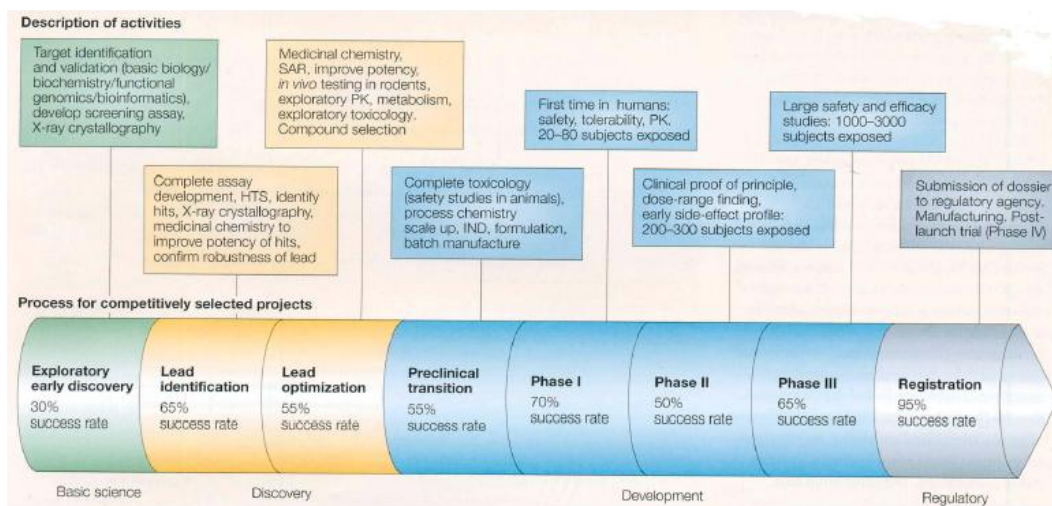 Description of activities
Target identification
and validation (basic biology/
biochemistry/functional
genomics/bioinformatics),
develop screening assay,
X-ray crystallography
Medicinal chemistry,
SAR, improve potency,
in vivo testing in rodents,
exploratory PK, metabolism,
exploratory toxicology.
Compound selection
First time in humans:
safety, tolerability, PK.
20–80 subjects exposed
Large safety and efficacy
studies: 1000–3000
subjects exposed
Complete assay
development, HTS, identify
hits, X-ray crystallography,
medicinal chemistry to
improve potency of hits,
confirm robustness of lead
Complete toxicology
(safety studies in animals),
process chemistry
scale up, IND, formulation,
batch manufacture
Clinical proof of principle,
dose-range finding,
early side-effect profile:
200–300 subjects exposed
Submission of dossier
to regulatory agency.
Manufacturing. Post-
launch trial (Phase IV)
Process for competitively selected projects
Exploratory
early discovery
30%
success rate
Lead
identification
65%
success rate
Lead
optimization
55%
success rate
Preclinical
transition
55%
success rate
Phase I
70%
success rate
Phase II
50%
success rate
Phase III
65%
success rate
Registration
95%
success rate
Basic science
Discovery
Development
Regulatory